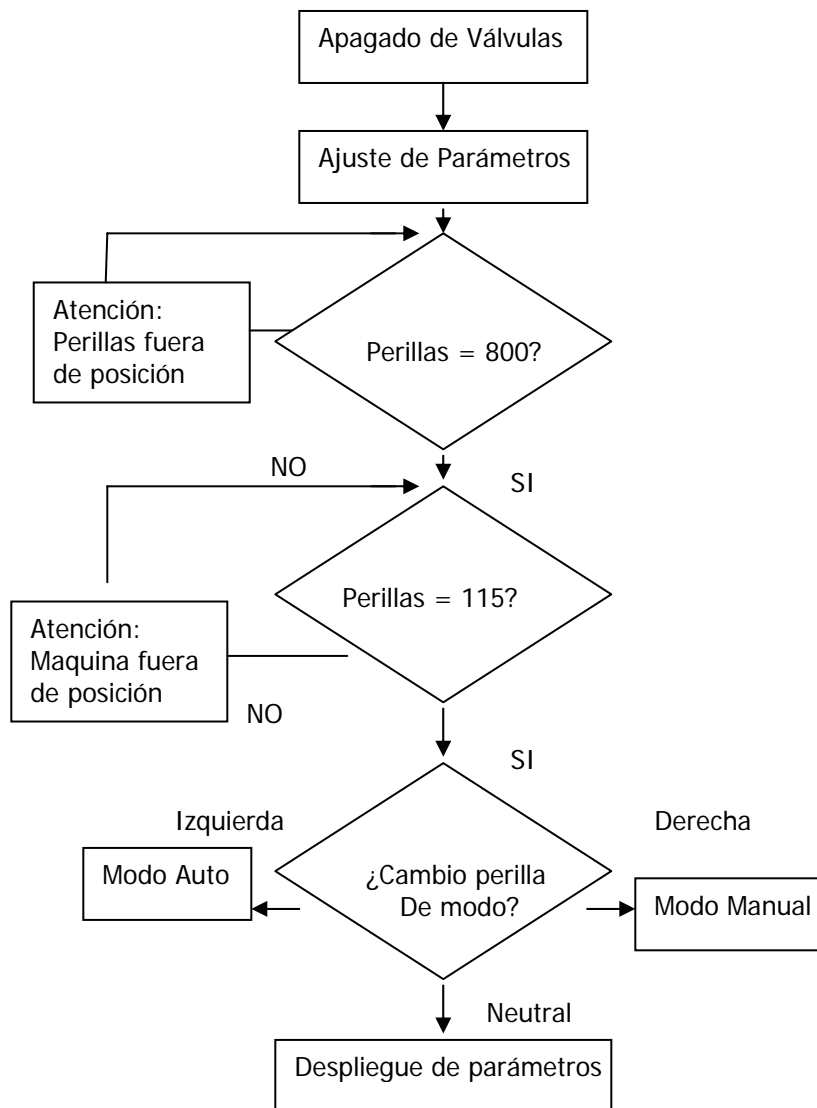 Apagado de Válvulas
Ajuste de Parámetros
Atención:
Perillas fuera
de posición
Perillas = 800?
NO
SI
Perillas = 115?
Atención:
Maquina fuera
de posición
NO
SI
Izquierda
Derecha
Modo Auto
¿Cambio perilla
De modo?
Modo Manual
Neutral
Despliegue de parámetros